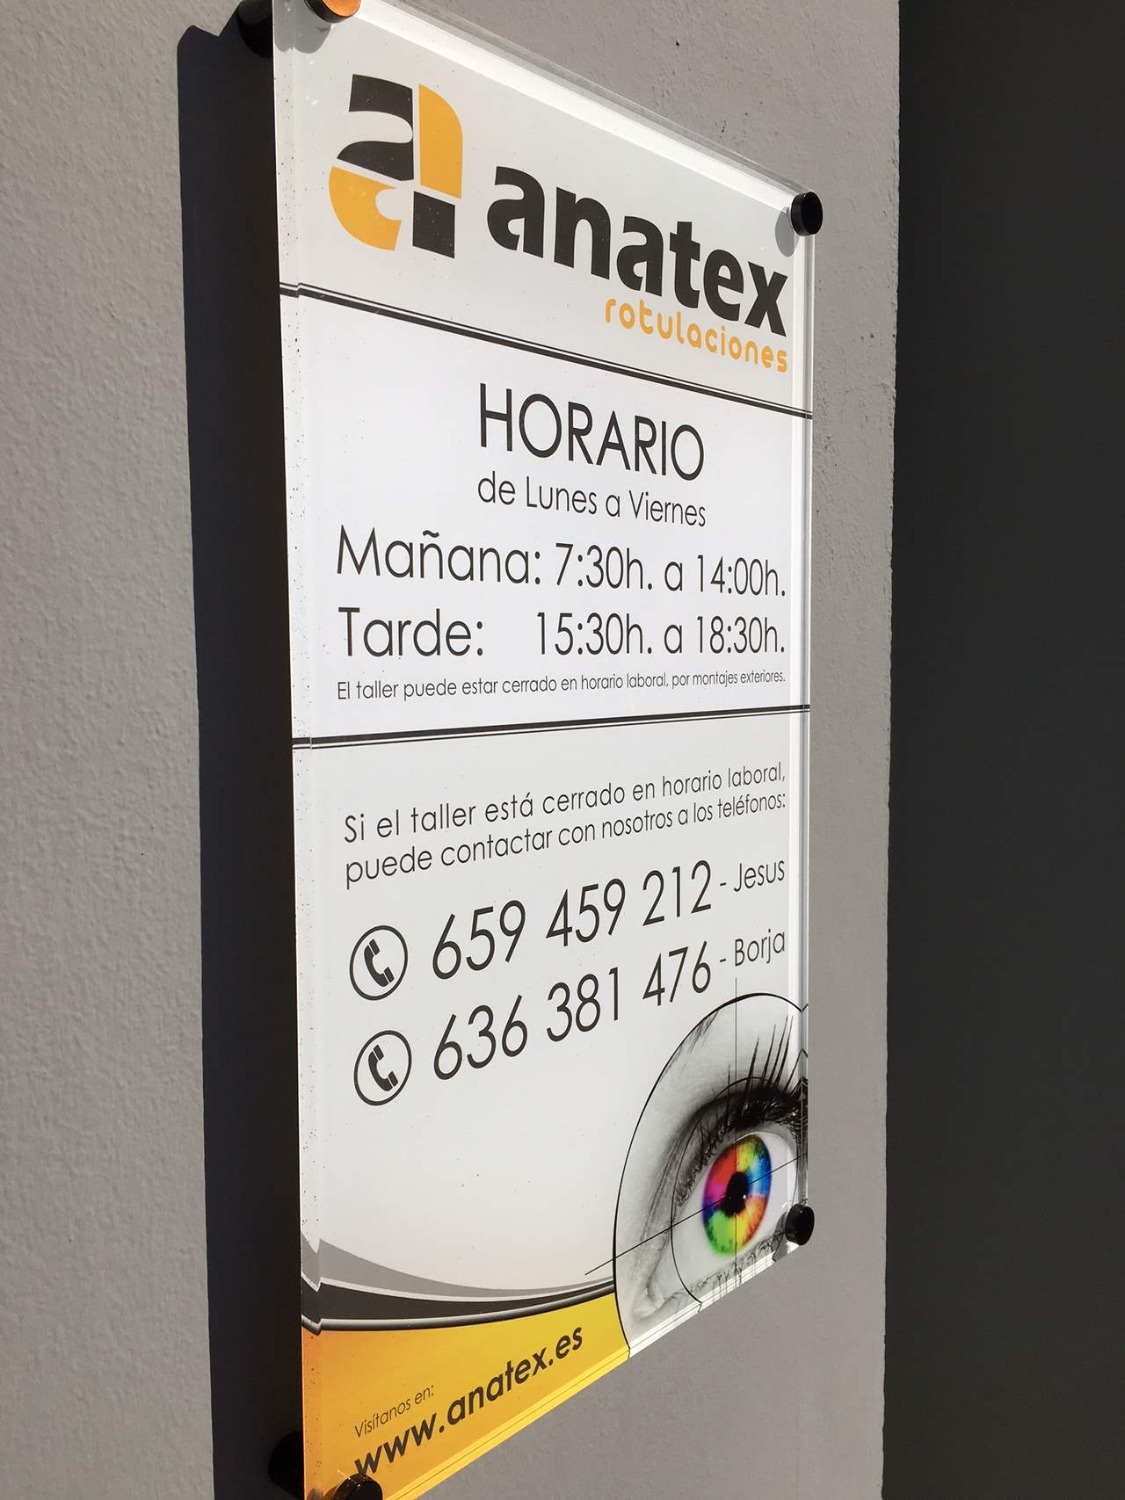 anatex
rotulaciones
HORARIO
de Lunes a Viernes
Mañana: 7:30h. a 14:00h.
Tarde: 15:30h. a 18:30h.
El taller puede estar cerrado en horario laboral, por montajes exteriores.
Si el taller está cerrado en horario laboral,
puede contactar con nosotros a los teléfonos:
659 459 212 - Jesus
636 381 476 - Borja
Visítanos en:
www.anatex.es